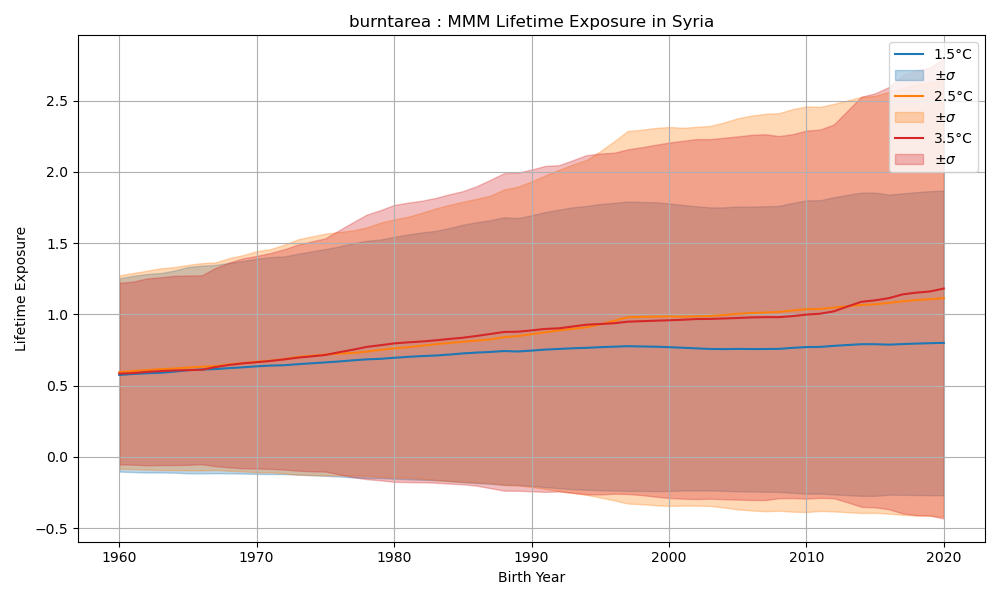 burntarea : MMM Lifetime Exposure in Syria
Lifetime Exposure
2.5
2.0
1.5
1.0
0.5
0.0
−0.5
1960
1970
1980
1990
2000
2010
2020
Birth Year
1.5°C
±σ
2.5°C
±σ
3.5°C
±σ